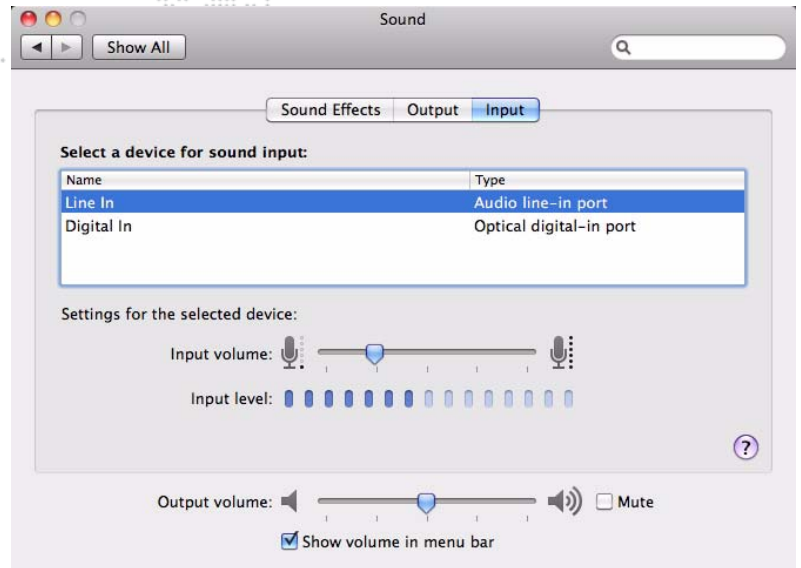 Sound
Show All
Sound Effects Output Input
Select a device for sound input:
Name Type
Line In Audio line-in port
Digital In Optical digital-in port
Settings for the selected device:
Input volume:
Input level:
?
Output volume: Mute
Show volume in menu bar